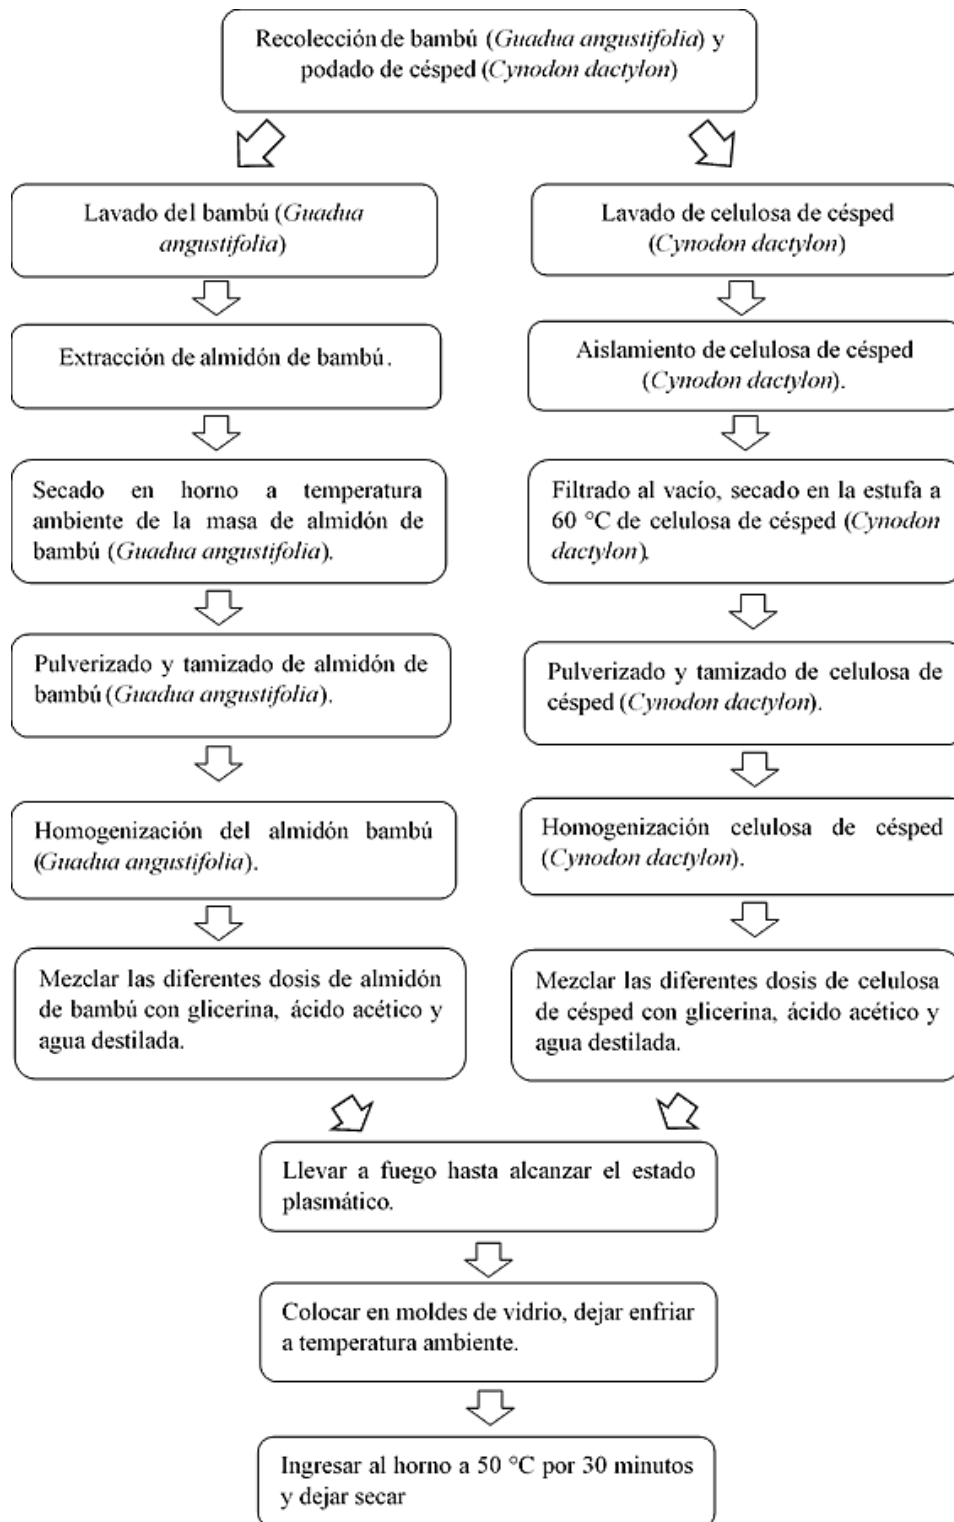 Recolección de bambú (Guadua angustifolia) y
podado de césped (Cynodon dactylon)
Lavado del bambú (Guadua
angustifolia)
Lavado de celulosa de césped
(Cynodon dactylon)
Extracción de almidón de bambú.
Aislamiento de celulosa de césped
(Cynodon dactylon).
Secado en horno a temperatura
ambiente de la masa de almidón de
bambú (Guadua angustifolia).
Filtrado al vacío, secado en la estufa a
60 °C de celulosa de césped (Cynodon
dactylon).
Pulverizado y tamizado de almidón de
bambú (Guadua angustifolia).
Pulverizado y tamizado de celulosa de
césped (Cynodon dactylon).
Homogenización del almidón bambú
(Guadua angustifolia).
Homogenización celulosa de césped
(Cynodon dactylon).
Mezclar las diferentes dosis de almidón
de bambú con glicerina, ácido acético y
agua destilada.
Mezclar las diferentes dosis de celulosa
de césped con glicerina, ácido acético y
agua destilada.
Llevar a fuego hasta alcanzar el estado
plasmático.
Colocar en moldes de vidrio, dejar enfriar
a temperatura ambiente.
Ingresar al horno a 50 °C por 30 minutos
y dejar secar